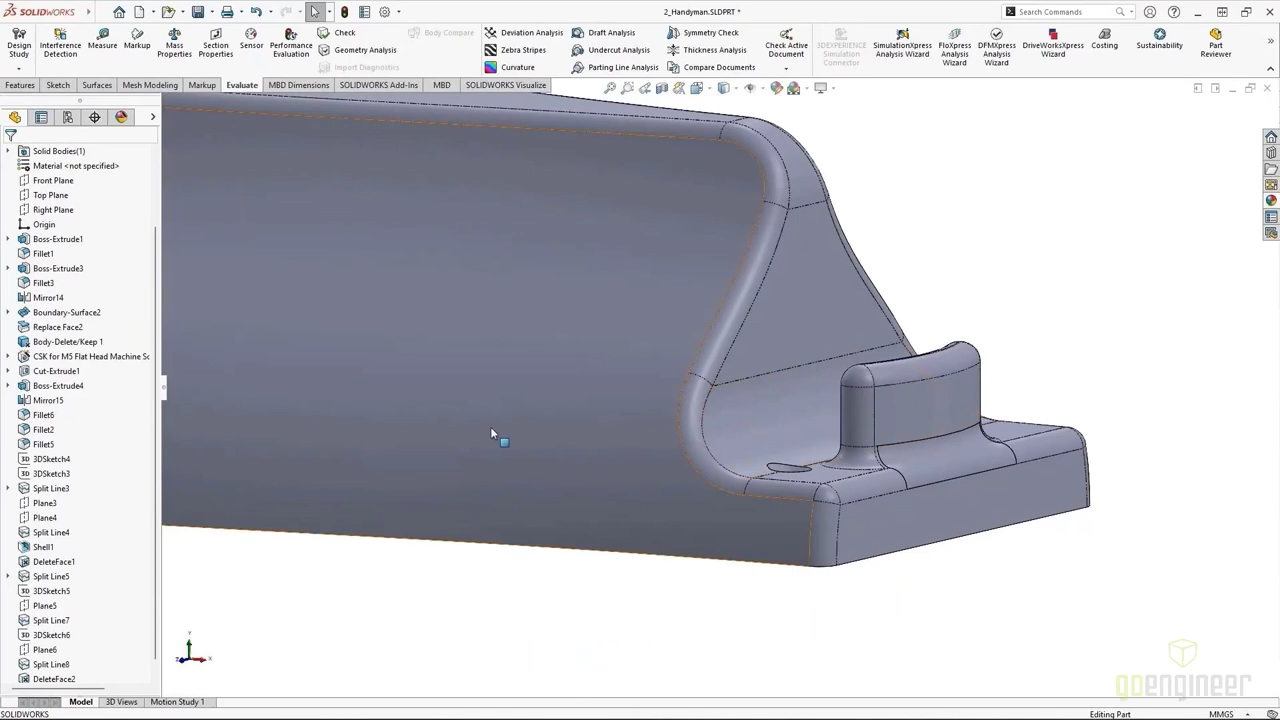 SOLIDWORKS
2_Handyman.SLDPRT *
Search Commands
Design Study
Interference Detection
Measure
Markup
Mass Properties
Section Properties
Sensor
Performance Evaluation
Check
Geometry Analysis
Import Diagnostics
Body Compare
Deviation Analysis
Zebra Stripes
Curvature
Draft Analysis
Undercut Analysis
Parting Line Analysis
Symmetry Check
Thickness Analysis
Compare Documents
Check Active Document
3DEXPERIENCE Simulation Connector
SimulationXpress Analysis Wizard
FloXpress Analysis Wizard
DFMXpress Analysis Wizard
DriveWorksXpress Wizard
Costing
Sustainability
Part Reviewer
Features
Sketch
Surfaces
Mesh Modeling
Markup
Evaluate
MBD Dimensions
SOLIDWORKS Add-Ins
MBD
SOLIDWORKS Visualize
Solid Bodies(1)
Material <not specified>
Front Plane
Top Plane
Right Plane
Origin
Boss-Extrude1
Fillet1
Boss-Extrude3
Fillet3
Mirror14
Boundary-Surface2
Replace Face2
Body-Delete/Keep 1
CSK for M5 Flat Head Machine Sc
Cut-Extrude1
Boss-Extrude4
Mirror15
Fillet6
Fillet2
Fillet5
3D 3DSketch4
3D 3DSketch3
Split Line3
Plane3
Plane4
Split Line4
Shell1
DeleteFace1
Split Line5
3D 3DSketch5
Plane5
Split Line7
3D 3DSketch6
Plane6
Split Line8
DeleteFace2
Y
Z
X
goengineer
Model
3D Views
Motion Study 1
SOLIDWORKS
Editing Part
MMGS